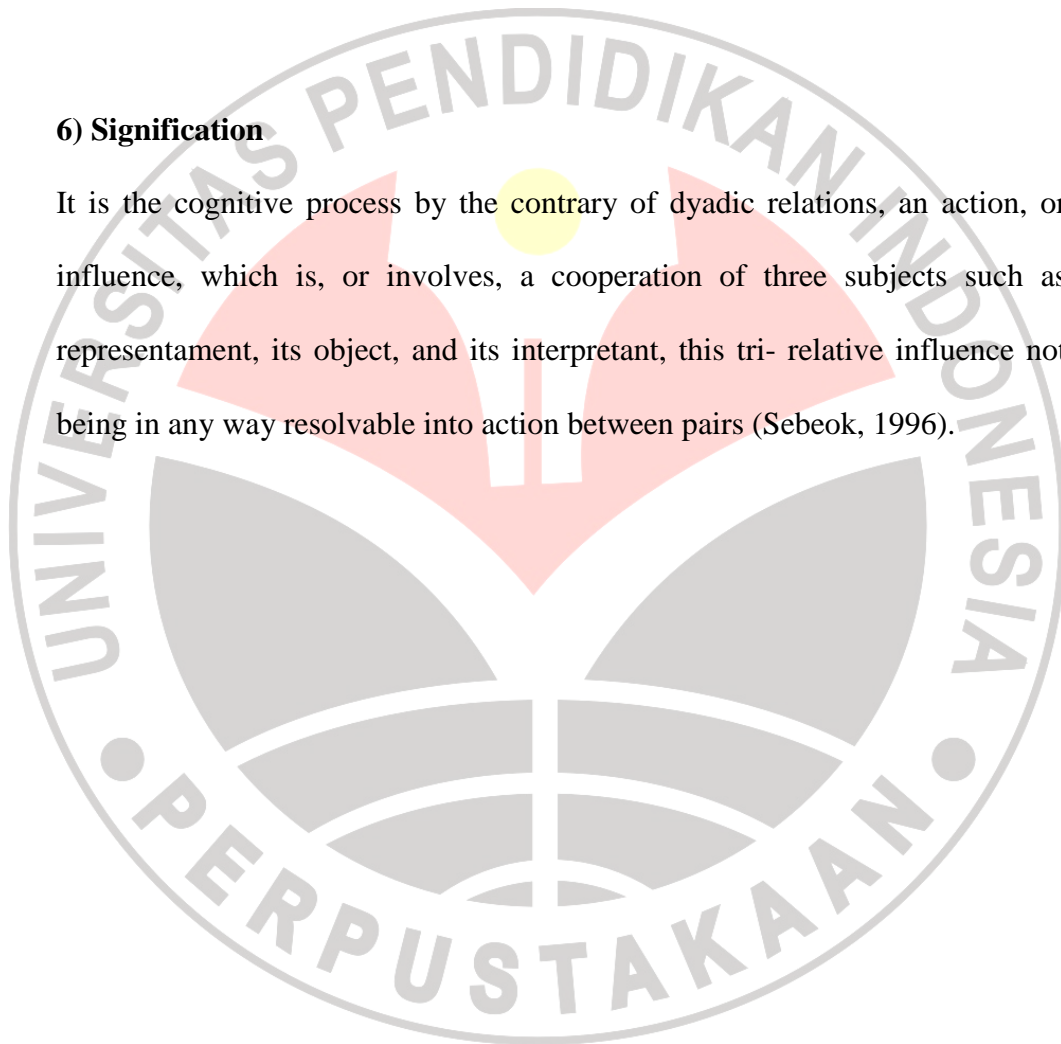 6) Signification
It is the cognitive process by the contrary of dyadic relations, an action, or
influence, which is, or involves, a cooperation of three subjects such as
representament, its object, and its interpretant, this tri- relative influence not
being in any way resolvable into action between pairs (Sebeok, 1996).
UNIVERSITAS PENDIDIKAN INDONESIA
PERPUSTAKAAN